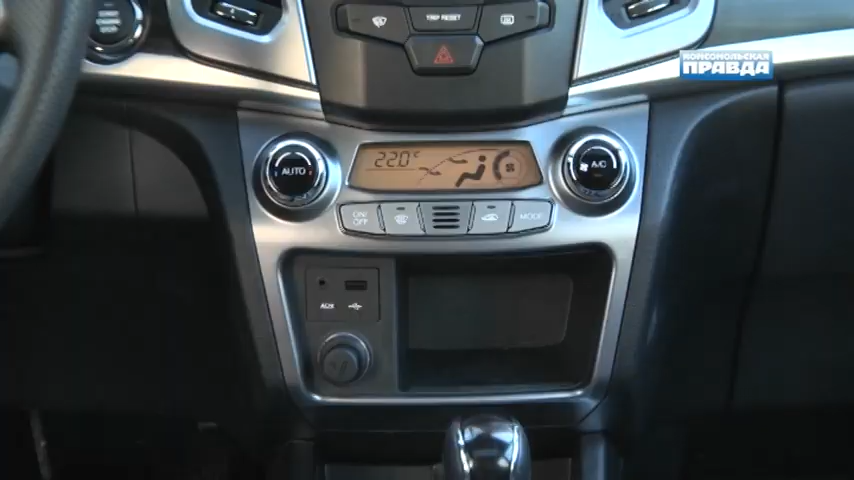 TRIP RESET
КОМСОМОЛЬСКАЯ
ПРАВДА
22.0°C
AUTO
A/C
ON/
OFF
MODE
AUX